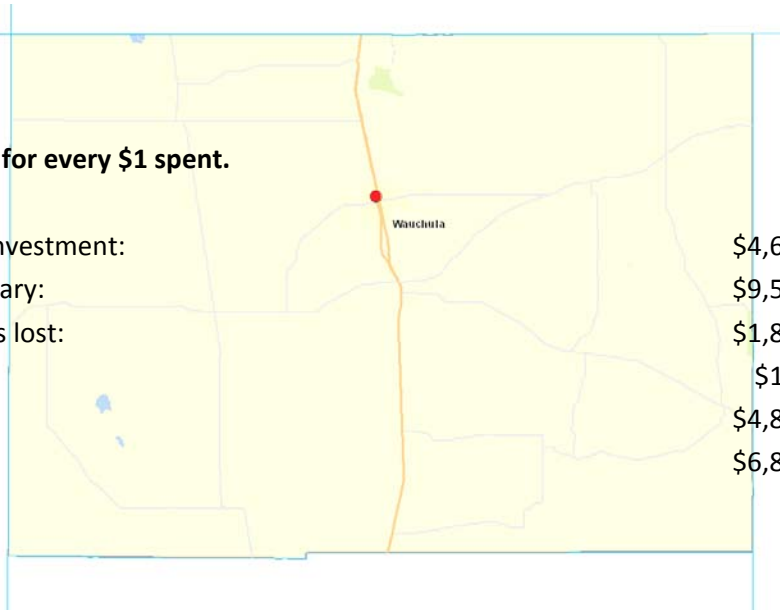 for every $1 spent.
Wauchula
nvestment: $4,6
ary: $9,5
s lost: $1,8
$1
$4,8
$6,8